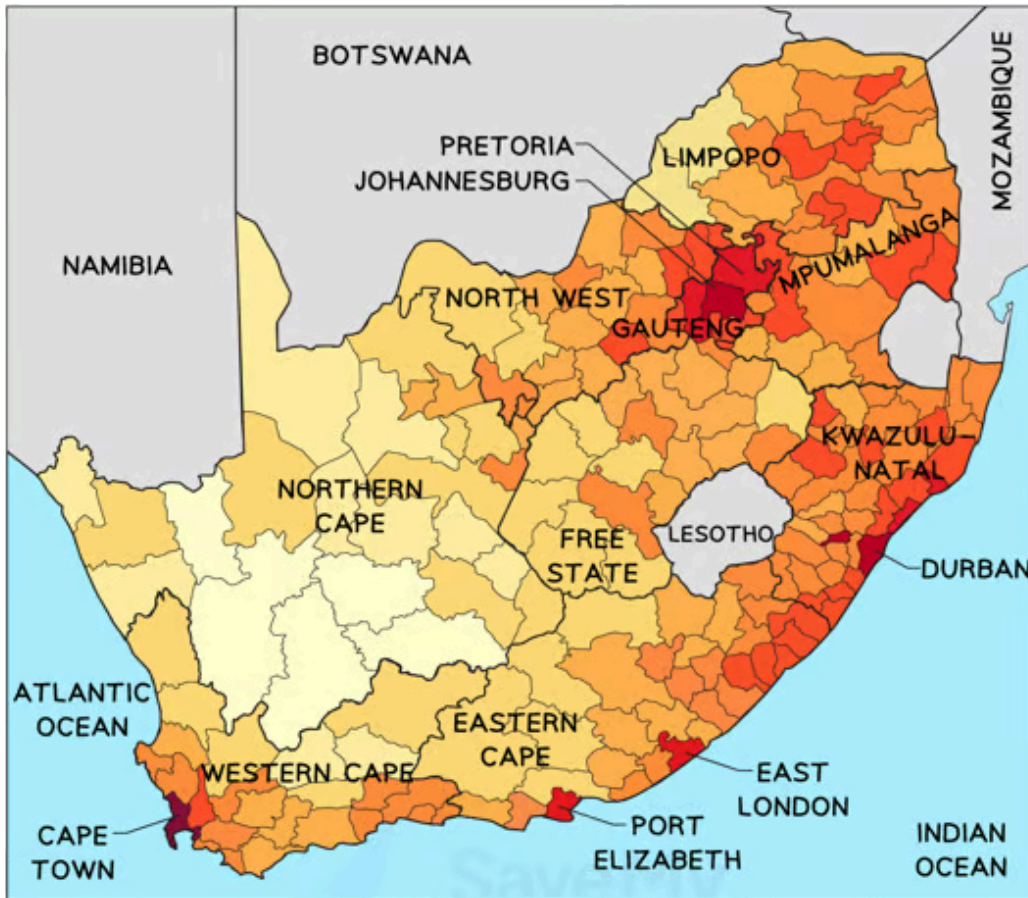 BOTSWANA
MOZAMBIQUE
PRETORIA
LIMPOPO
JOHANNESBURG
NAMIBIA
MPUMALANGA
NORTH WEST
GAUTENG
KWAZULU-
NATAL
NORTHERN
CAPE
LESOTHO
FREE
STATE
DURBAN
ATLANTIC
OCEAN
EASTERN
CAPE
WESTERN CAPE
EAST
LONDON
CAPE
TOWN
PORT
ELIZABETH
INDIAN
OCEAN